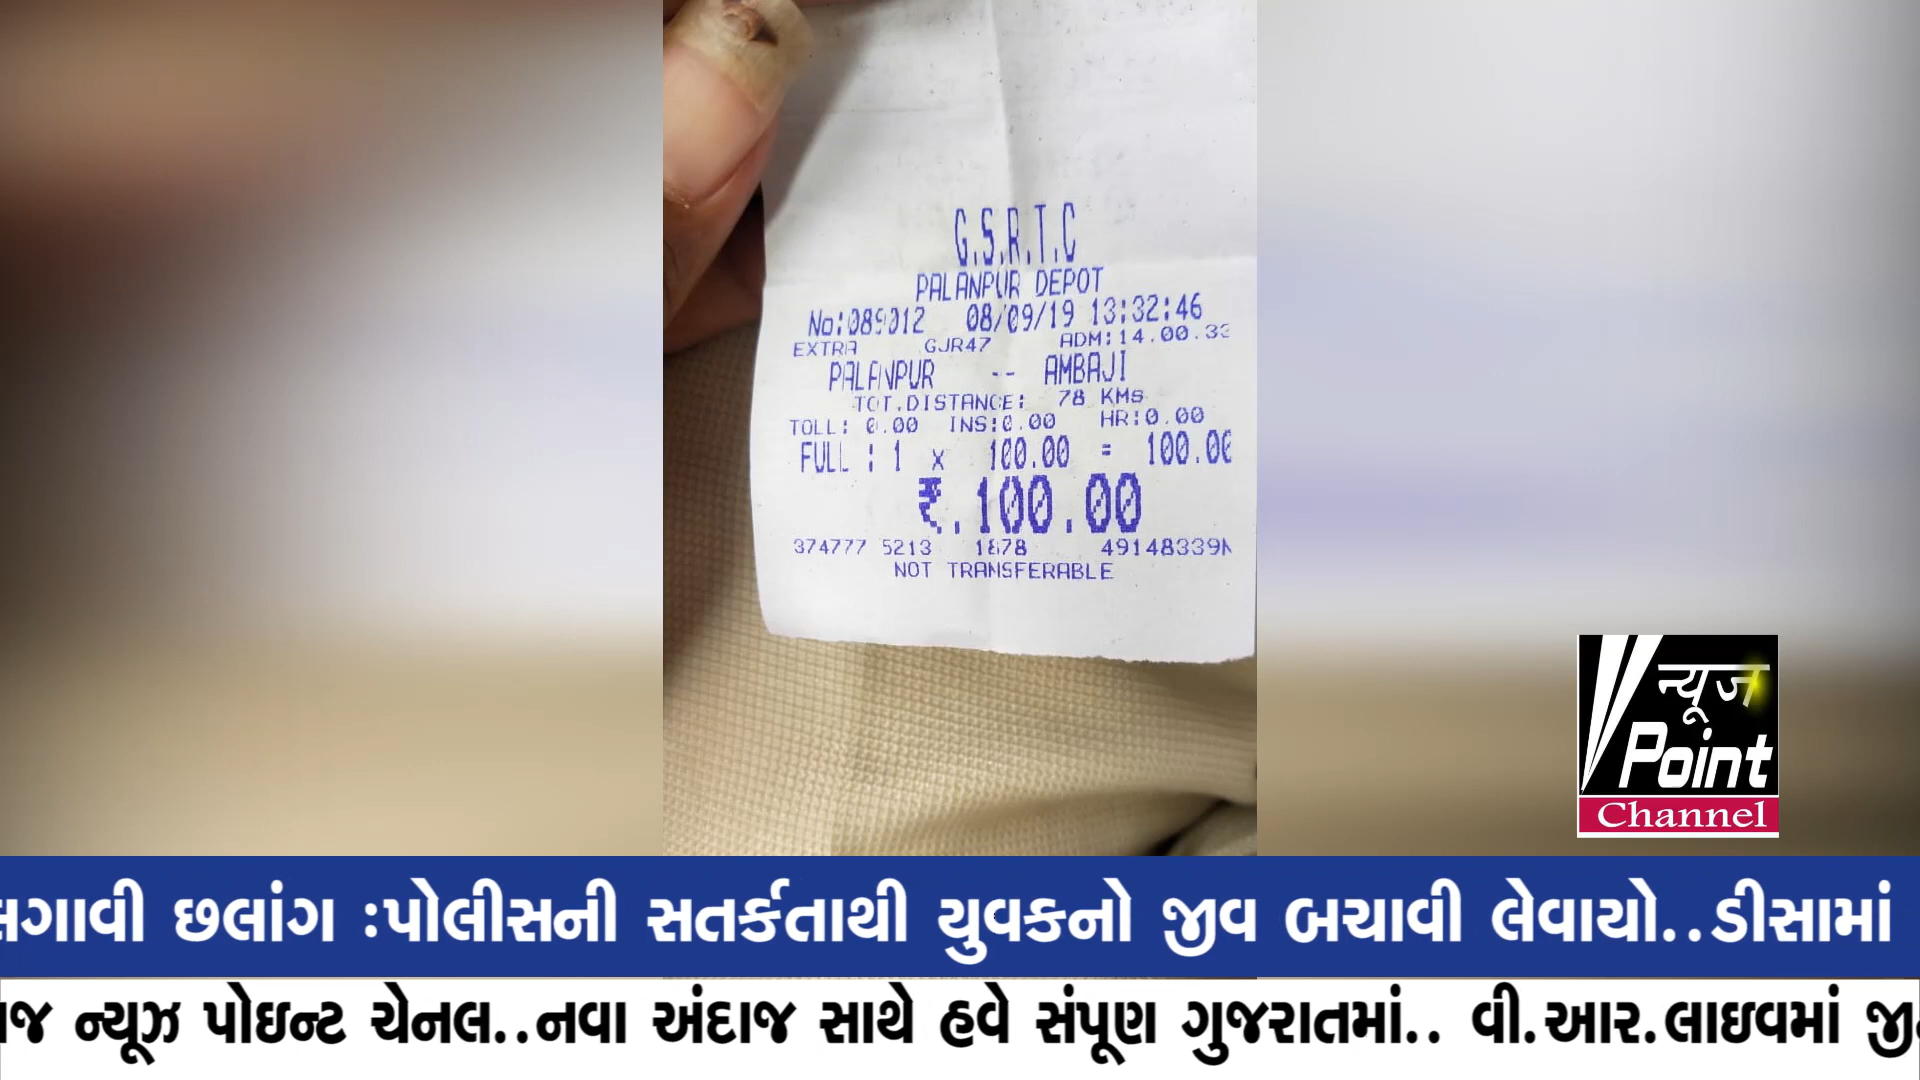 G.S.R.T.C
PALANPUR DEPOT
No:089012 08/09/19 13:32:46
EXTRA GJR47 ADM:14.00.33
PALANPUR -- AMBAJI
TOT.DISTANCE: 78 KMs
TOLL: 0.00 INS:0.00 HR:0.00
FULL : 1 x 100.00 = 100.00
₹.100.00
374777 5213 1878 49148339N
NOT TRANSFERABLE
न्यूज
Point
Channel
છલાંગ :પોલીસની સતર્કતાથી યુવકનો જીવ બચાવી લેવાયો..ડીસામાં
ન્યૂઝ પોઇન્ટ ચેનલ..નવા અંદાજ સાથે હવે સંપૂણ ગુજરાતમાં.. વી.આર.લાઇવમાં